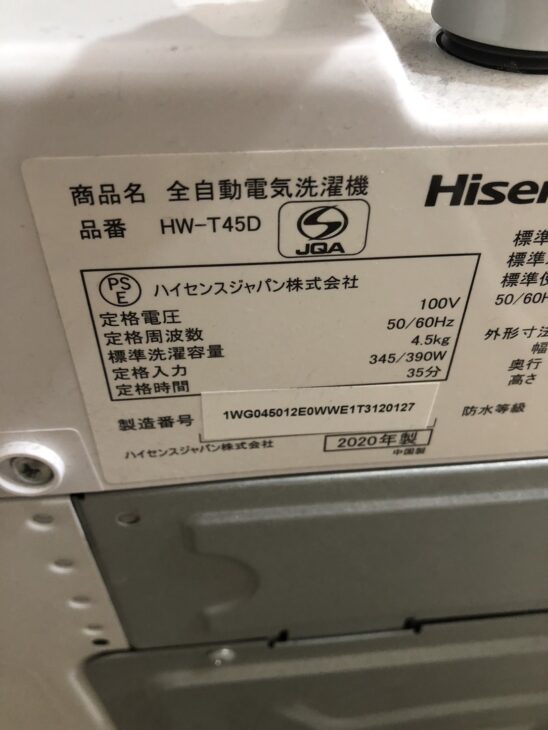 商品名 全自動電気洗濯機
品番 HW-T45D
JQA
Hisen
PSE ハイセンスジャパン株式会社
定格電圧 100V
定格周波数 50/60Hz
標準洗濯容量 4.5kg
定格入力 345/390W
定格時間 35分
製造番号 1WG045012E0WWE1T3120127
ハイセンスジャパン株式会社 2020年製
中国製
標準
標準
標準使
50/60H
外形寸法
幅
奥行
高さ
防水等級